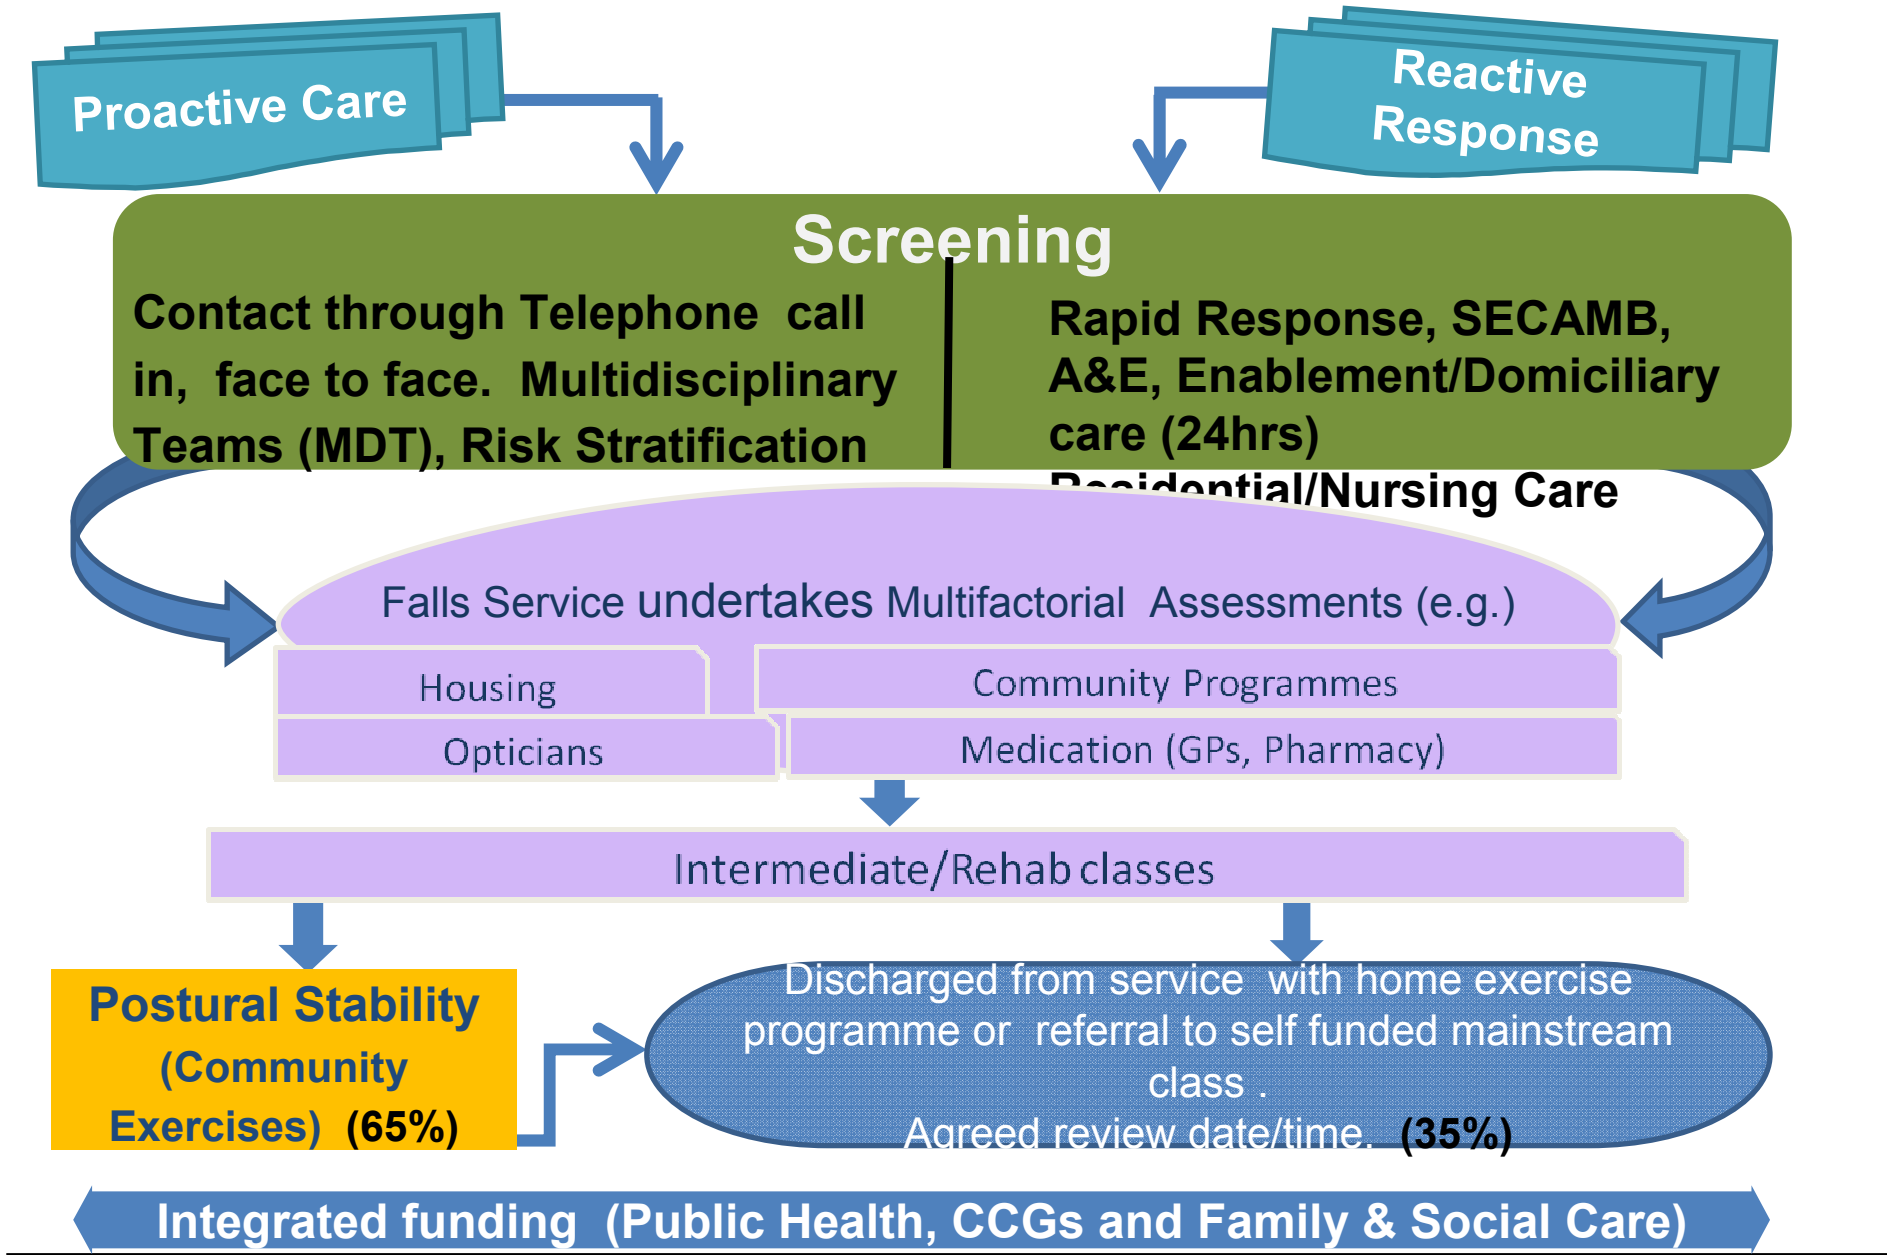 Proactive Care
Reactive
Response
Screening
Contact through Telephone call
in, face to face. Multidisciplinary
Teams (MDT), Risk Stratification
Rapid Response, SECAMB,
A&E, Enablement/Domiciliary
care (24hrs)
Residential/Nursing Care
Falls Service undertakes Multifactorial Assessments (e.g.)
Housing
Community Programmes
Opticians
Medication (GPs, Pharmacy)
Intermediate/Rehab classes
Postural Stability
(Community
Exercises) (65%)
Discharged from service with home exercise
programme or referral to self funded mainstream
class .
Agreed review date/time. (35%)
Integrated funding (Public Health, CCGs and Family & Social Care)